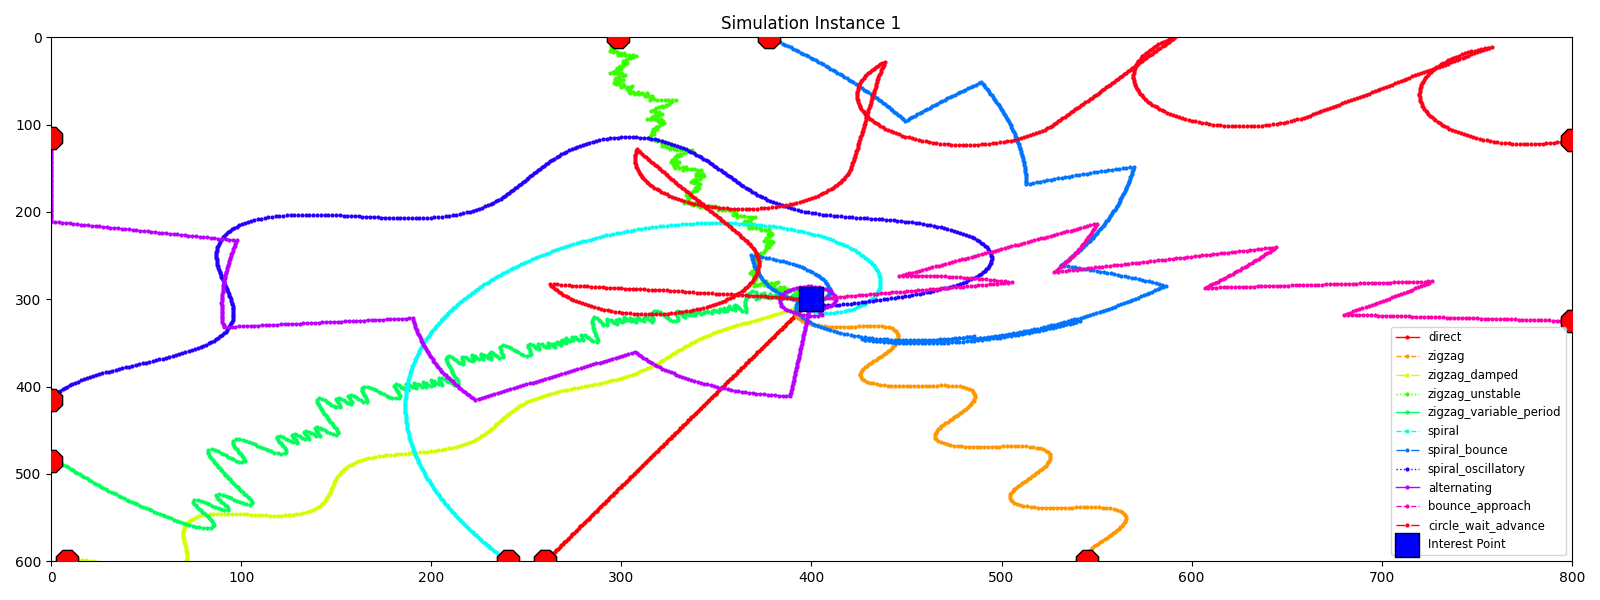 Simulation Instance 1
0
100
200
300
400
500
600
0
100
200
300
400
500
600
700
800
direct
zigzag
zigzag_damped
zigzag_unstable
zigzag_variable_period
spiral
spiral_bounce
spiral_oscillatory
alternating
bounce_approach
circle_wait_advance
Interest Point